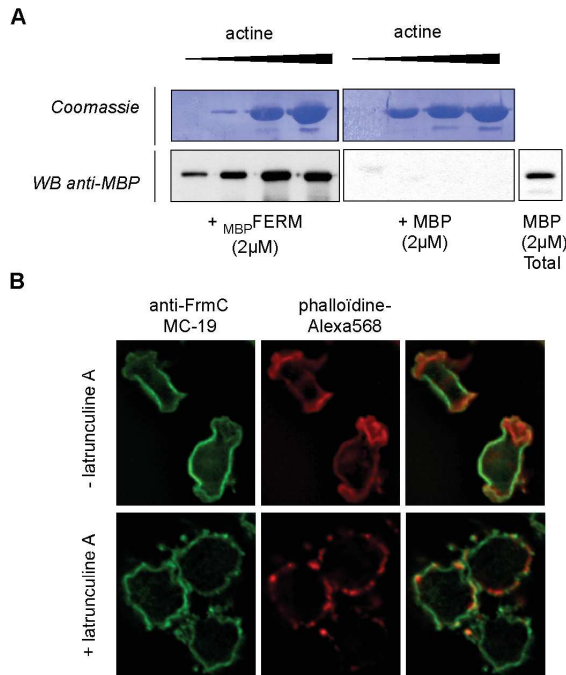 A
actine
actine
Coomassie
WB anti-MBP
+ MBPFERM
(2µM)
+ MBP
(2µM)
MBP
(2µM)
Total
B
anti-FrmC
MC-19
phalloïdine-
Alexa568
- latrunculine A
+ latrunculine A